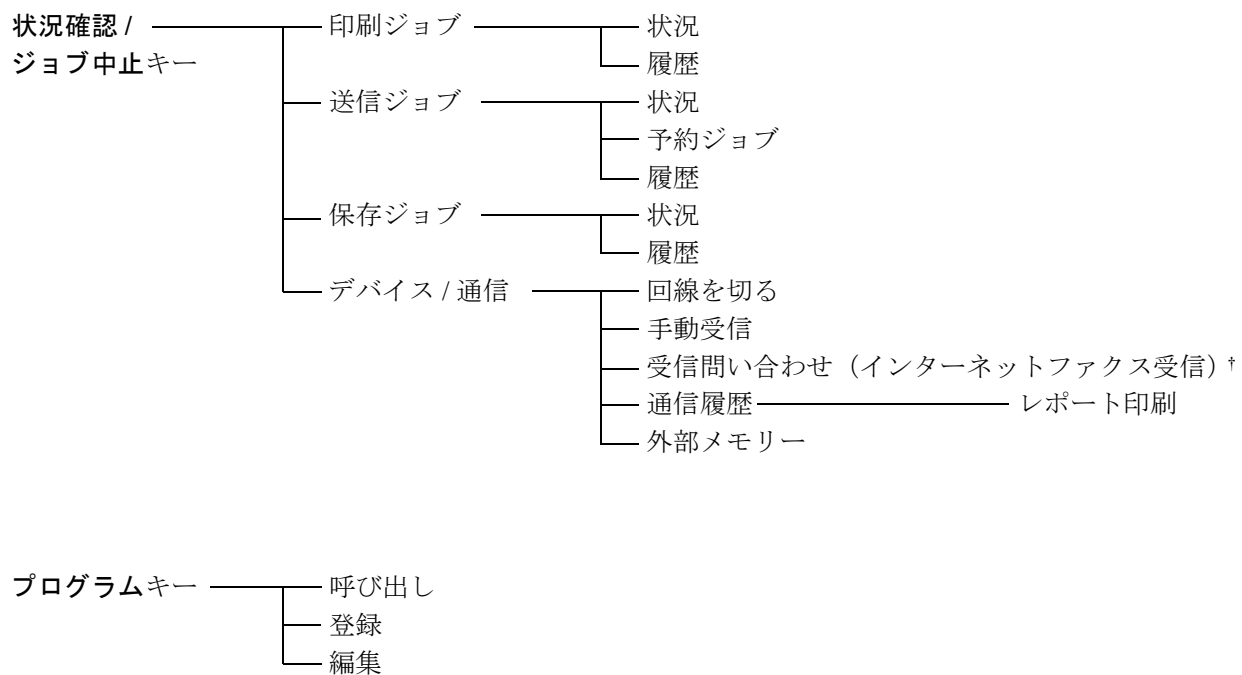 状況確認 / 印刷ジョブ 状況
ジョブ中止キー 履歴
送信ジョブ 状況
予約ジョブ
履歴
保存ジョブ 状況
履歴
デバイス / 通信 回線を切る
手動受信
受信問い合わせ（インターネットファクス受信）†
通信履歴 レポート印刷
外部メモリー
プログラムキー 呼び出し
登録
編集